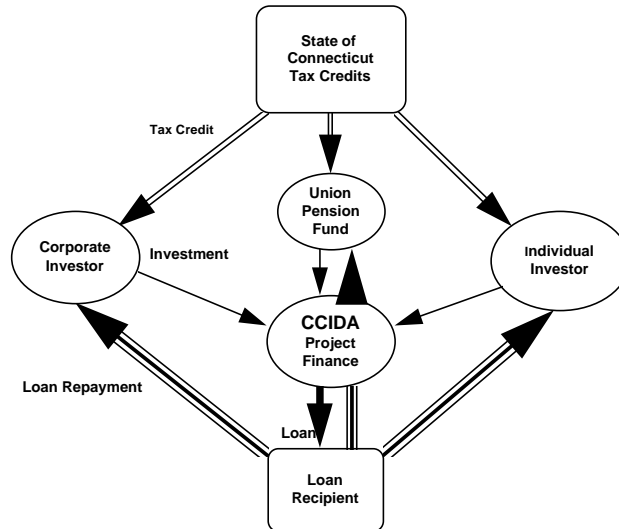 State of
Connecticut
Tax Credits
Tax Credit
Union
Pension
Fund
Corporate
Investor
Investment
Individual
Investor
CCIDA
Project
Finance
Loan Repayment
Loan
Loan
Recipient